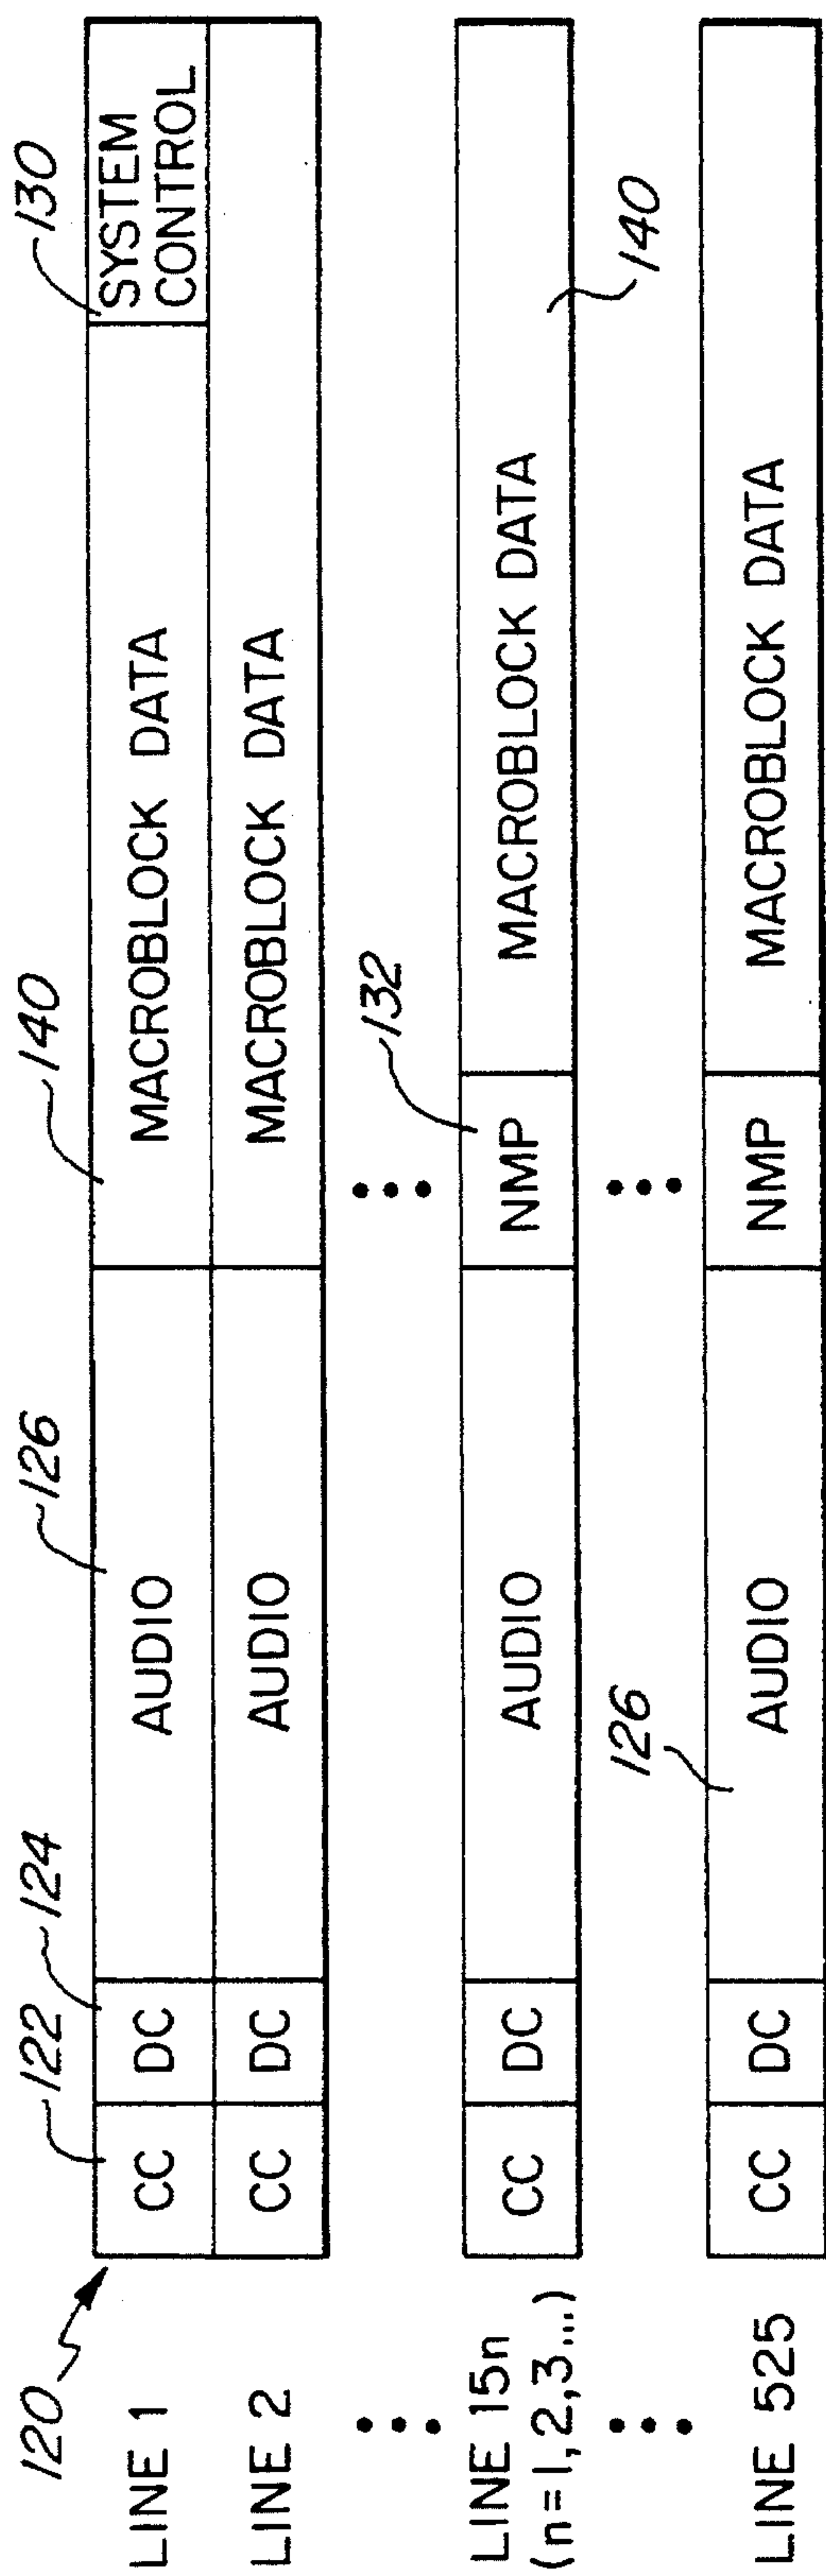 120
122
124
126
140
130
LINE 1
CC
DC
AUDIO
MACROBLOCK DATA
SYSTEM
CONTROL
LINE 2
CC
DC
AUDIO
MACROBLOCK DATA
132
LINE 15n
(n=1,2,3...)
CC
DC
AUDIO
NMP
MACROBLOCK DATA
140
126
LINE 525
CC
DC
AUDIO
NMP
MACROBLOCK DATA